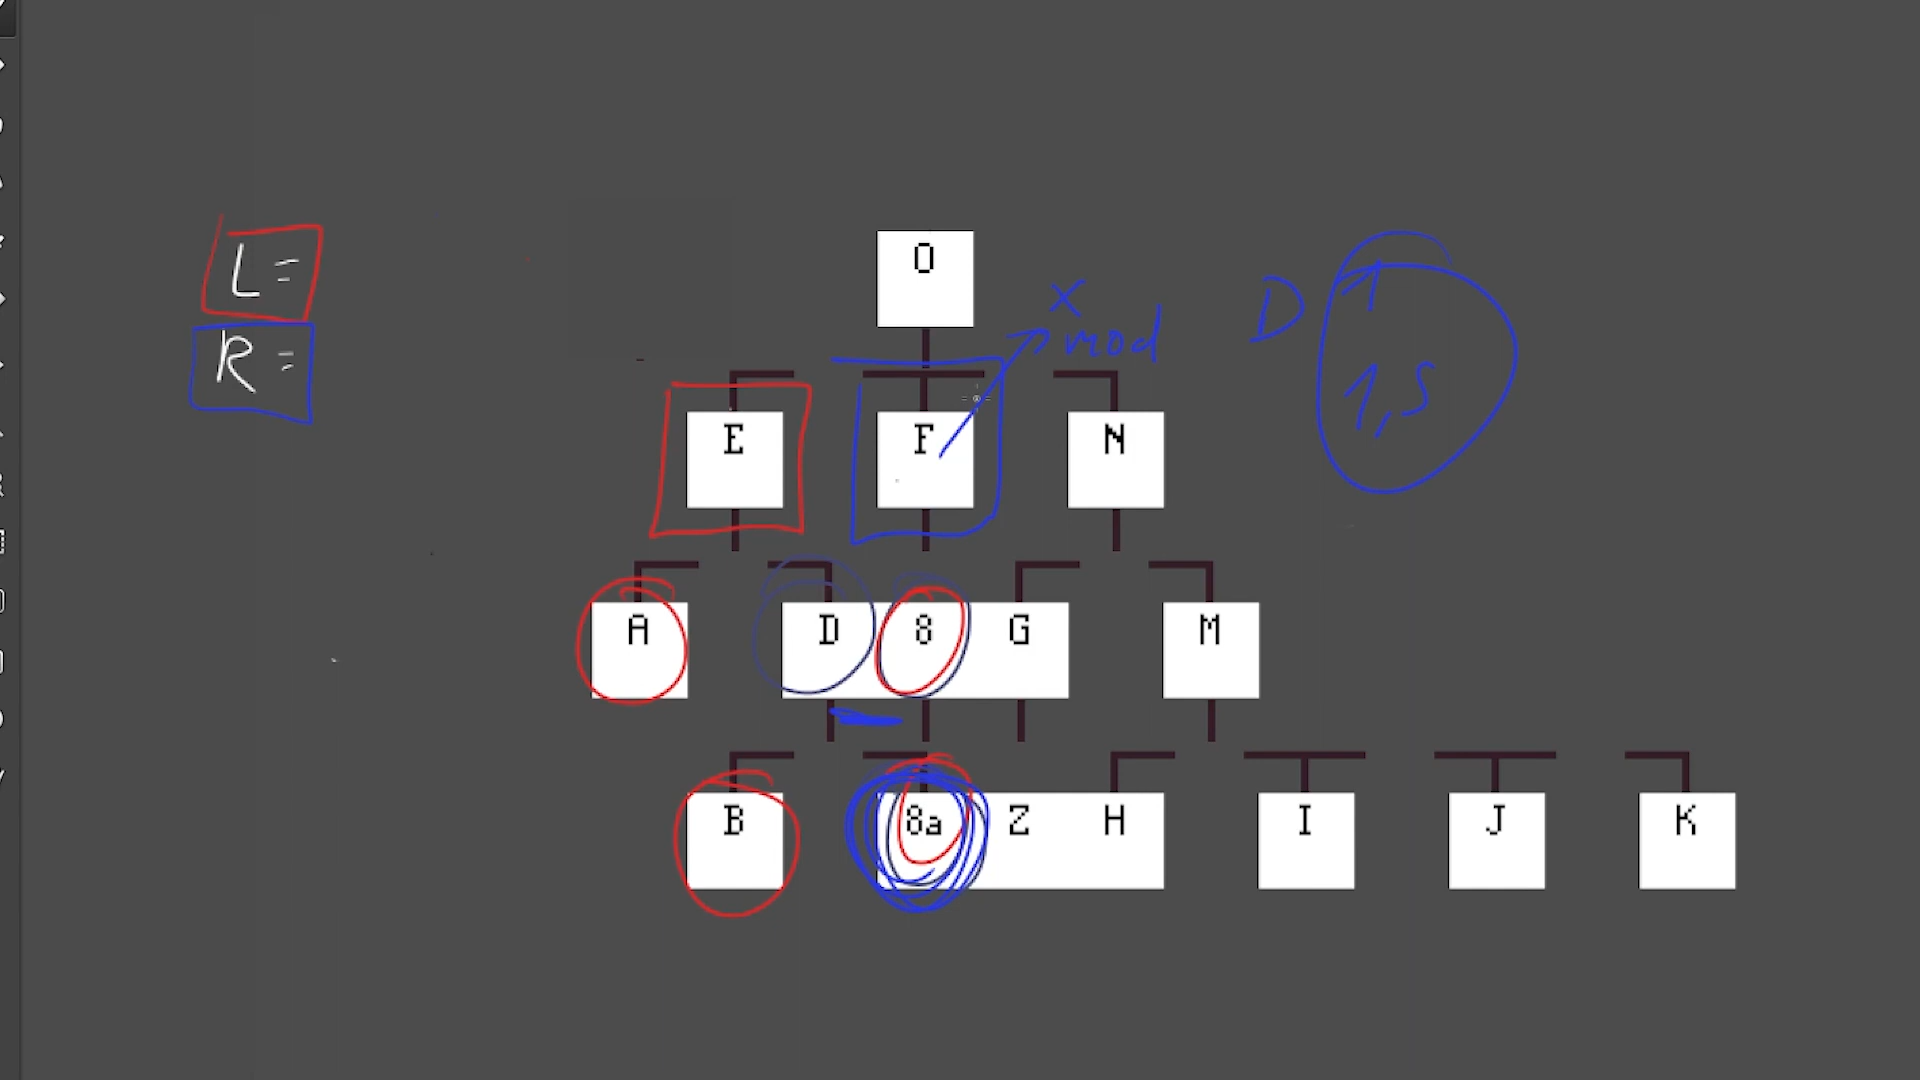 L =
R =
O
x
mod
D 1
1,5
E F N
A D 8 G M
B 8a Z H I J K